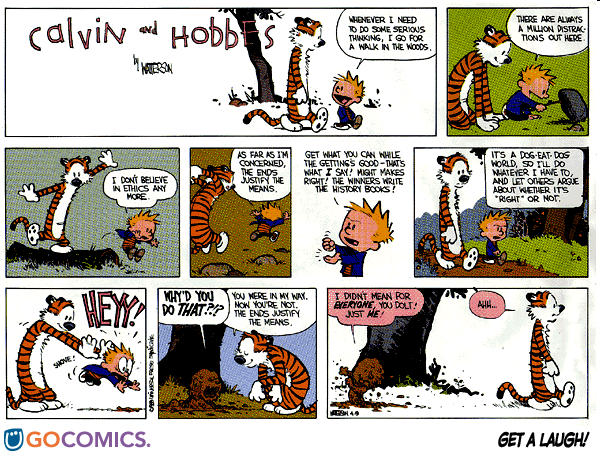 Calvin and HOBBES
by WATTERSON
WHENEVER I NEED
TO DO SOME SERIOUS
THINKING, I GO FOR
A WALK IN THE WOODS.
THERE ARE ALWAYS
A MILLION DISTRAC-
TIONS OUT HERE.
I DON'T BELIEVE
IN ETHICS ANY
MORE.
AS FAR AS I'M
CONCERNED,
THE ENDS
JUSTIFY THE
MEANS.
GET WHAT YOU CAN WHILE
THE GETTING'S GOOD-THAT'S
WHAT I SAY! MIGHT MAKES
RIGHT! THE WINNERS WRITE
THE HISTORY BOOKS!
IT'S A DOG-EAT-DOG
WORLD, SO I'LL DO
WHATEVER I HAVE TO,
AND LET OTHERS ARGUE
ABOUT WHETHER IT'S
"RIGHT" OR NOT.
HEYY!
SHOVE!
WHY'D YOU
DO THAT?!?
YOU WERE IN MY WAY.
NOW YOU'RE NOT.
THE ENDS JUSTIFY
THE MEANS.
I DIDN'T MEAN FOR
EVERYONE, YOU DOLT!
JUST ME!
AHH...
WATTERSON
GOCOMICS.
GET A LAUGH!